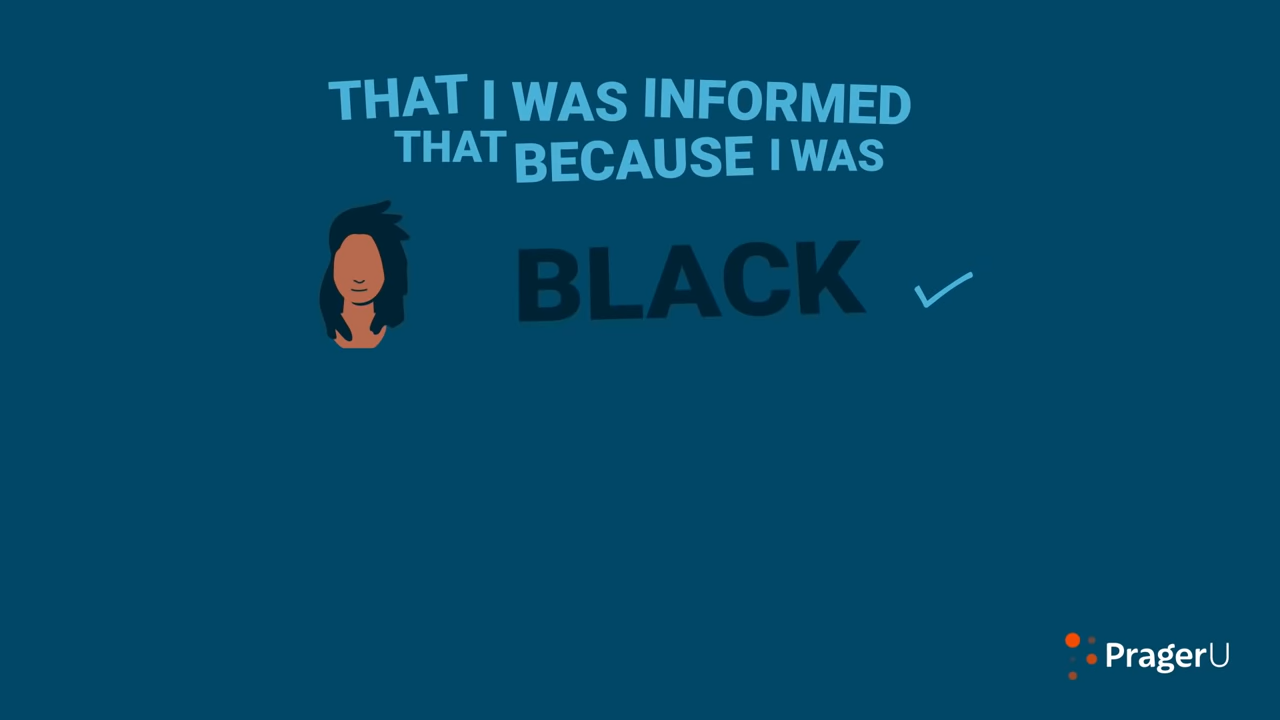 THAT I WAS INFORMED
THAT BECAUSE I WAS
BLACK
PragerU